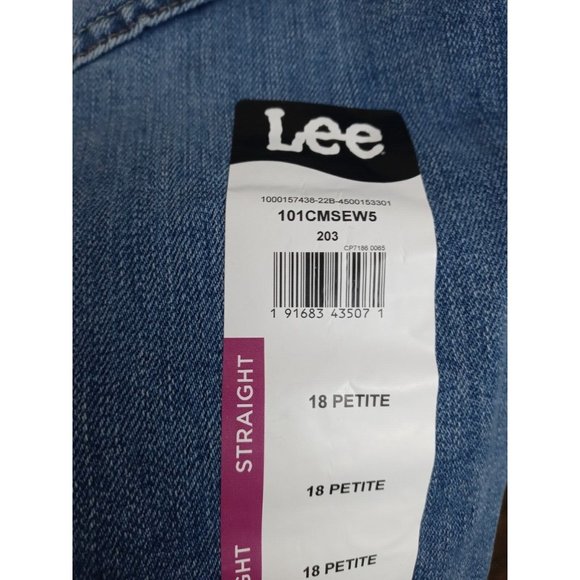 Lee
1000157438-22B-4500153301
101CMSEW5
203
CP7186 0065
1 91683 43507 1
STRAIGHT
18 PETITE
18 PETITE
18 PETITE
GHT